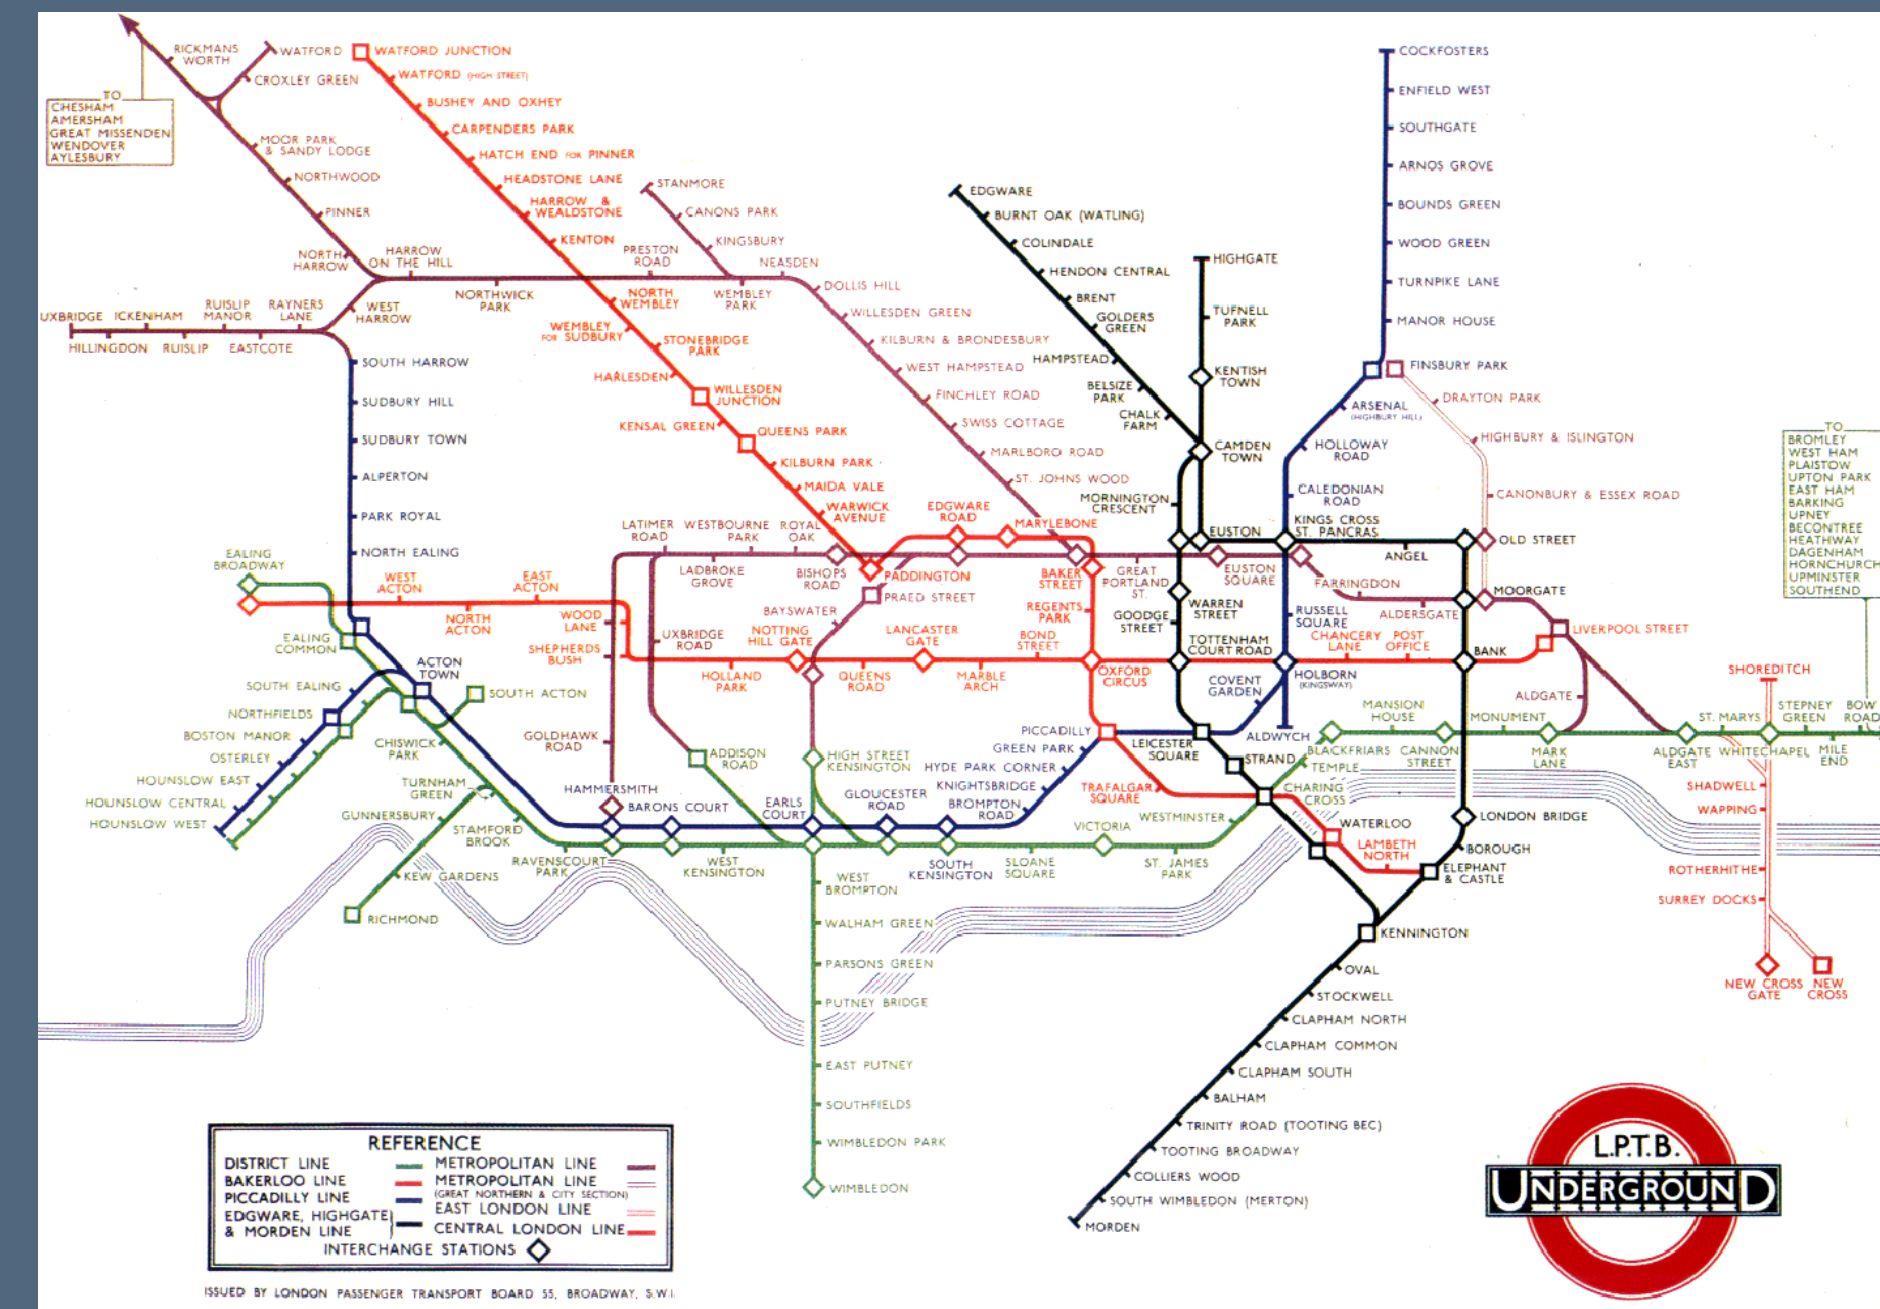 RICKMANS
WORTH
WATFORD
CROXLEY GREEN
TO
CHESHAM
AMERSHAM
GREAT MISSENDEN
WENDOVER
AYLESBURY
MOOR PARK
& SANDY LODGE
NORTHWOOD
PINNER
NORTH
HARROW
HARROW
ON THE HILL
NORTHWICK
PARK
PRESTON
ROAD
WEMBLEY
PARK
NEASDEN
STANMORE
CANONS PARK
KINGSBURY
DOLLIS HILL
WILLESDEN GREEN
KILBURN & BRONDESBURY
WEST HAMPSTEAD
FINCHLEY ROAD
SWISS COTTAGE
MARLBORO ROAD
ST. JOHNS WOOD
WATFORD JUNCTION
WATFORD (HIGH STREET)
BUSHEY AND OXHEY
CARPENDERS PARK
HATCH END FOR PINNER
HEADSTONE LANE
HARROW &
WEALDSTONE
KENTON
NORTH
WEMBLEY
WEMBLEY
FOR SUDBURY
STONEBRIDGE
PARK
HARLESDEN
WILLESDEN
JUNCTION
KENSAL GREEN
QUEENS PARK
KILBURN PARK
MAIDA VALE
WARWICK
AVENUE
PADDINGTON
EDGWARE
ROAD
MARYLEBONE
BAKER
STREET
REGENTS
PARK
UXBRIDGE
ICKENHAM
RUISLIP
MANOR
RAYNERS
LANE
WEST
HARROW
HILLINGDON
RUISLIP
EASTCOTE
SOUTH HARROW
SUDBURY HILL
SUDBURY TOWN
ALPERTON
PARK ROYAL
NORTH EALING
EDGWARE
BURNT OAK (WATLING)
COLINDALE
HENDON CENTRAL
BRENT
GOLDERS
GREEN
HAMPSTEAD
BELSIZE
PARK
CHALK
FARM
HIGHGATE
TUFNELL
PARK
KENTISH
TOWN
CAMDEN
TOWN
MORNINGTON
CRESCENT
EUSTON
COCKFOSTERS
ENFIELD WEST
SOUTHGATE
ARNOS GROVE
BOUNDS GREEN
WOOD GREEN
TURNPIKE LANE
MANOR HOUSE
FINSBURY PARK
ARSENAL
(HIGHBURY HILL)
DRAYTON PARK
HOLLOWAY
ROAD
HIGHBURY & ISLINGTON
CALEDONIAN
ROAD
CANONBURY & ESSEX ROAD
KINGS CROSS
ST. PANCRAS
ANGEL
OLD STREET
MOORGATE
TO
BROMLEY
WEST HAM
PLAISTOW
UPTON PARK
EAST HAM
BARKING
UPNEY
BECONTREE
HEATHWAY
DAGENHAM
HORNCHURCH
UPMINSTER
SOUTHEND
LATIMER
ROAD
WESTBOURNE
PARK
ROYAL
OAK
LADBROKE
GROVE
BISHOPS
ROAD
GREAT
PORTLAND
ST.
EUSTON
SQUARE
FARRINGDON
ALDERSGATE
PRAED STREET
BAYSWATER
EALING
BROADWAY
WEST
ACTON
EAST
ACTON
NORTH
ACTON
WOOD
LANE
SHEPHERDS
BUSH
UXBRIDGE
ROAD
HOLLAND
PARK
NOTTING
HILL GATE
QUEENS
ROAD
LANCASTER
GATE
MARBLE
ARCH
BOND
STREET
OXFORD
CIRCUS
GOODGE
STREET
WARREN
STREET
TOTTENHAM
COURT ROAD
RUSSELL
SQUARE
HOLBORN
(KINGSWAY)
CHANCERY
LANE
POST
OFFICE
BANK
LIVERPOOL STREET
EALING
COMMON
ACTON
TOWN
SOUTH EALING
SOUTH ACTON
NORTHFIELDS
BOSTON MANOR
OSTERLEY
HOUNSLOW EAST
HOUNSLOW CENTRAL
HOUNSLOW WEST
CHISWICK
PARK
TURNHAM
GREEN
GUNNERSBURY
KEW GARDENS
RICHMOND
STAMFORD
BROOK
RAVENSCOURT
PARK
GOLDHAWK
ROAD
HAMMERSMITH
BARONS COURT
WEST
KENSINGTON
ADDISON
ROAD
EARLS
COURT
HIGH STREET
KENSINGTON
GLOUCESTER
ROAD
SOUTH
KENSINGTON
BROMPTON
ROAD
KNIGHTSBRIDGE
HYDE PARK CORNER
GREEN PARK
PICCADILLY
LEICESTER
SQUARE
COVENT
GARDEN
ALDWYCH
STRAND
TRAFALGAR
SQUARE
CHARING
CROSS
SLOANE
SQUARE
VICTORIA
ST. JAMES
PARK
WESTMINSTER
TEMPLE
BLACKFRIARS
MANSION
HOUSE
CANNON
STREET
MONUMENT
MARK
LANE
ALDGATE
ALDGATE
EAST
ST. MARYS
WHITECHAPEL
STEPNEY
GREEN
MILE
END
BOW
ROAD
SHOREDITCH
SHADWELL
WAPPING
ROTHERHITHE
SURREY DOCKS
NEW CROSS
GATE
NEW
CROSS
WATERLOO
LAMBETH
NORTH
ELEPHANT
& CASTLE
LONDON BRIDGE
BOROUGH
KENNINGTON
OVAL
STOCKWELL
CLAPHAM NORTH
CLAPHAM COMMON
CLAPHAM SOUTH
BALHAM
TRINITY ROAD (TOOTING BEC)
TOOTING BROADWAY
COLLIERS WOOD
SOUTH WIMBLEDON (MERTON)
MORDEN
WEST
BROMPTON
WALHAM GREEN
PARSONS GREEN
PUTNEY BRIDGE
EAST PUTNEY
SOUTHFIELDS
WIMBLEDON PARK
WIMBLEDON
REFERENCE
DISTRICT LINE
BAKERLOO LINE
PICCADILLY LINE
EDGWARE, HIGHGATE
& MORDEN LINE
METROPOLITAN LINE
METROPOLITAN LINE
(GREAT NORTHERN & CITY SECTION)
EAST LONDON LINE
CENTRAL LONDON LINE
INTERCHANGE STATIONS
ISSUED BY LONDON PASSENGER TRANSPORT BOARD 55, BROADWAY, S.W.1.
L.P.T.B.
UNDERGROUND